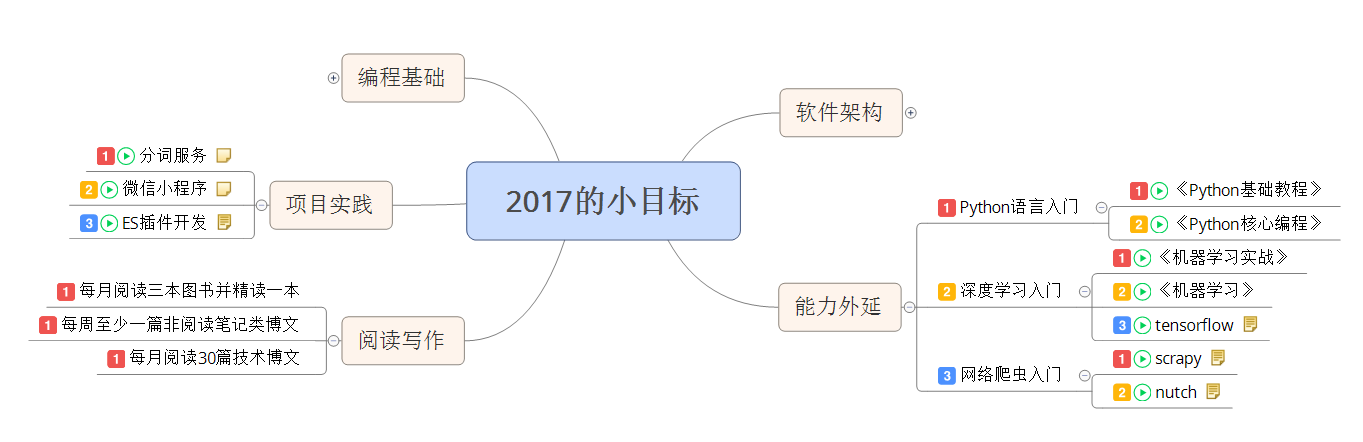 2017的小目标
编程基础
项目实践
1 分词服务
2 微信小程序
3 ES插件开发
阅读写作
1 每月阅读三本图书并精读一本
1 每周至少一篇非阅读笔记类博文
1 每月阅读30篇技术博文
软件架构
能力外延
1 Python语言入门
1 《Python基础教程》
2 《Python核心编程》
2 深度学习入门
1 《机器学习实战》
2 《机器学习》
3 tensorflow
3 网络爬虫入门
1 scrapy
2 nutch